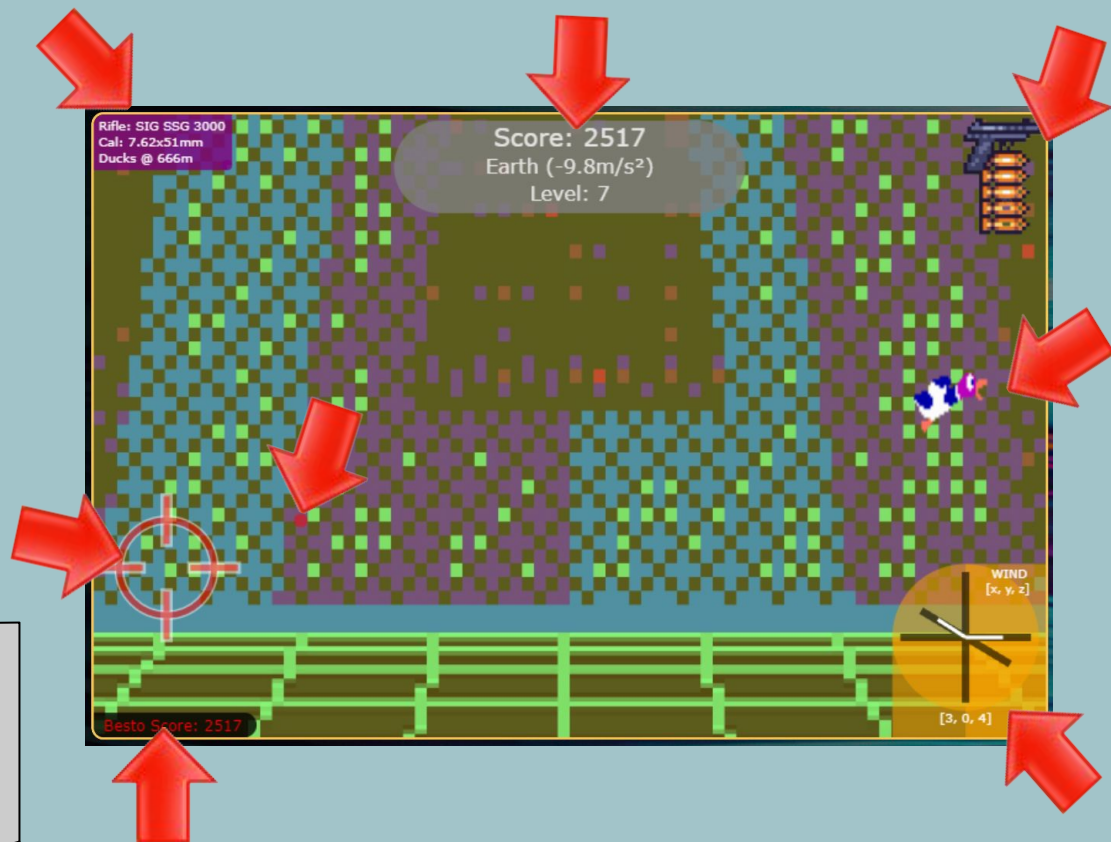 Rifle: SIG SSG 3000
Cal: 7.62x51mm
Ducks @ 666m
Score: 2517
Earth (-9.8m/s²)
Level: 7
WIND
[x, y, z]
[3, 0, 4]
Besto Score: 2517